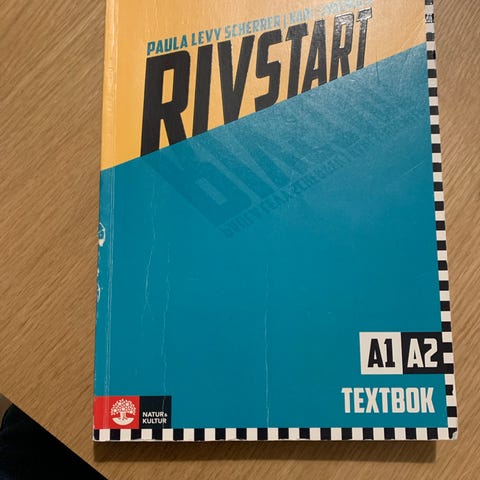 PAULA LEVY SCHERRER |
RIVSTART
A1 A2
TEXTBOK
NATUR &
KULTUR